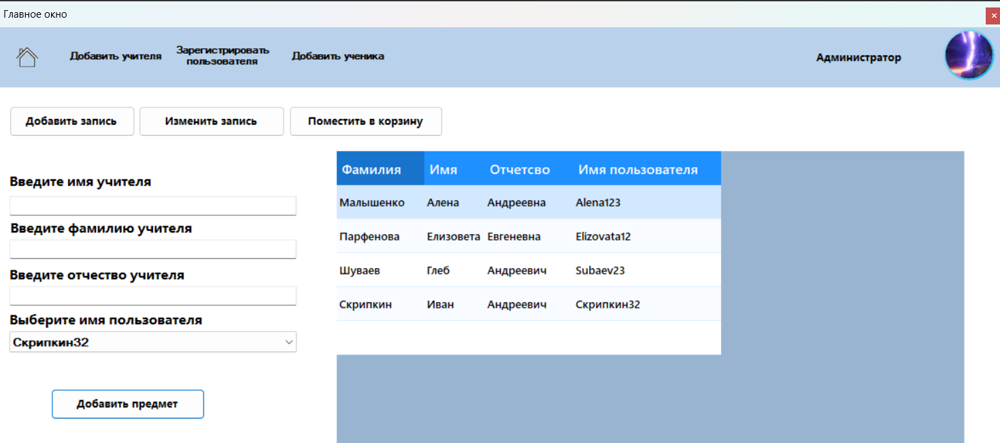 Главное окно
Добавить учителя
Зарегистрировать
пользователя
Добавить ученика
Администратор
Добавить запись
Изменить запись
Поместить в корзину
Введите имя учителя
Введите фамилию учителя
Введите отчество учителя
Выберите имя пользователя
Скрипкин32
Добавить предмет
Фамилия Имя Отчетсво Имя пользователя
Малышенко Алена Андреевна Alena123
Парфенова Елизовета Евгеневна Elizovata12
Шуваев Глеб Андреевич Subaev23
Скрипкин Иван Андреевич Скрипкин32